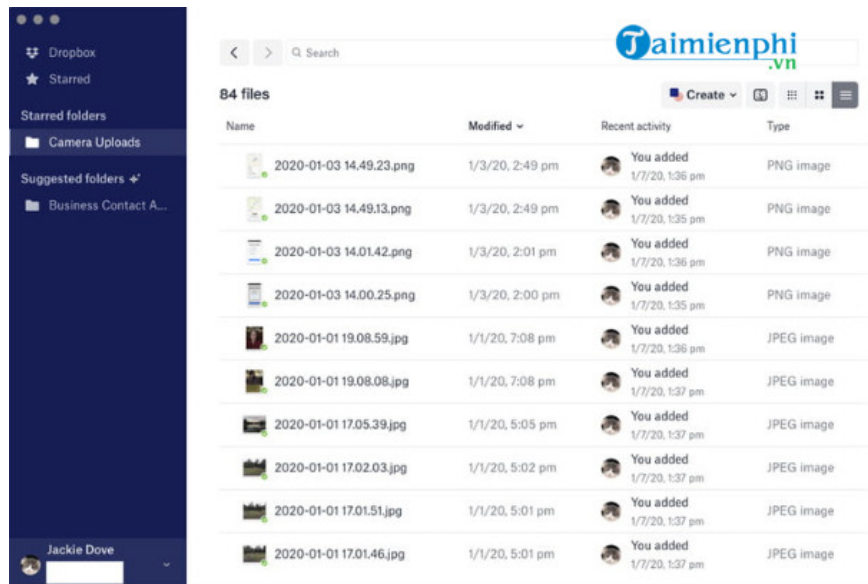 Dropbox
Starred
Starred folders
Camera Uploads
Suggested folders
Business Contact A...
Jackie Dove
Search
Taimienphi
.vn
84 files
Create
Name Modified Recent activity Type
2020-01-03 14.49.23.png 1/3/20, 2:49 pm You added PNG image
1/7/20, 1:36 pm
2020-01-03 14.49.13.png 1/3/20, 2:49 pm You added PNG image
1/7/20, 1:35 pm
2020-01-03 14.01.42.png 1/3/20, 2:01 pm You added PNG image
1/7/20, 1:36 pm
2020-01-03 14.00.25.png 1/3/20, 2:00 pm You added PNG image
1/7/20, 1:35 pm
2020-01-01 19.08.59.jpg 1/1/20, 7:08 pm You added JPEG image
1/7/20, 1:36 pm
2020-01-01 19.08.08.jpg 1/1/20, 7:08 pm You added JPEG image
1/7/20, 1:37 pm
2020-01-01 17.05.39.jpg 1/1/20, 5:05 pm You added JPEG image
1/7/20, 1:37 pm
2020-01-01 17.02.03.jpg 1/1/20, 5:02 pm You added JPEG image
1/7/20, 1:37 pm
2020-01-01 17.01.51.jpg 1/1/20, 5:01 pm You added JPEG image
1/7/20, 1:37 pm
2020-01-01 17.01.46.jpg 1/1/20, 5:01 pm You added JPEG image
1/7/20, 1:37 pm